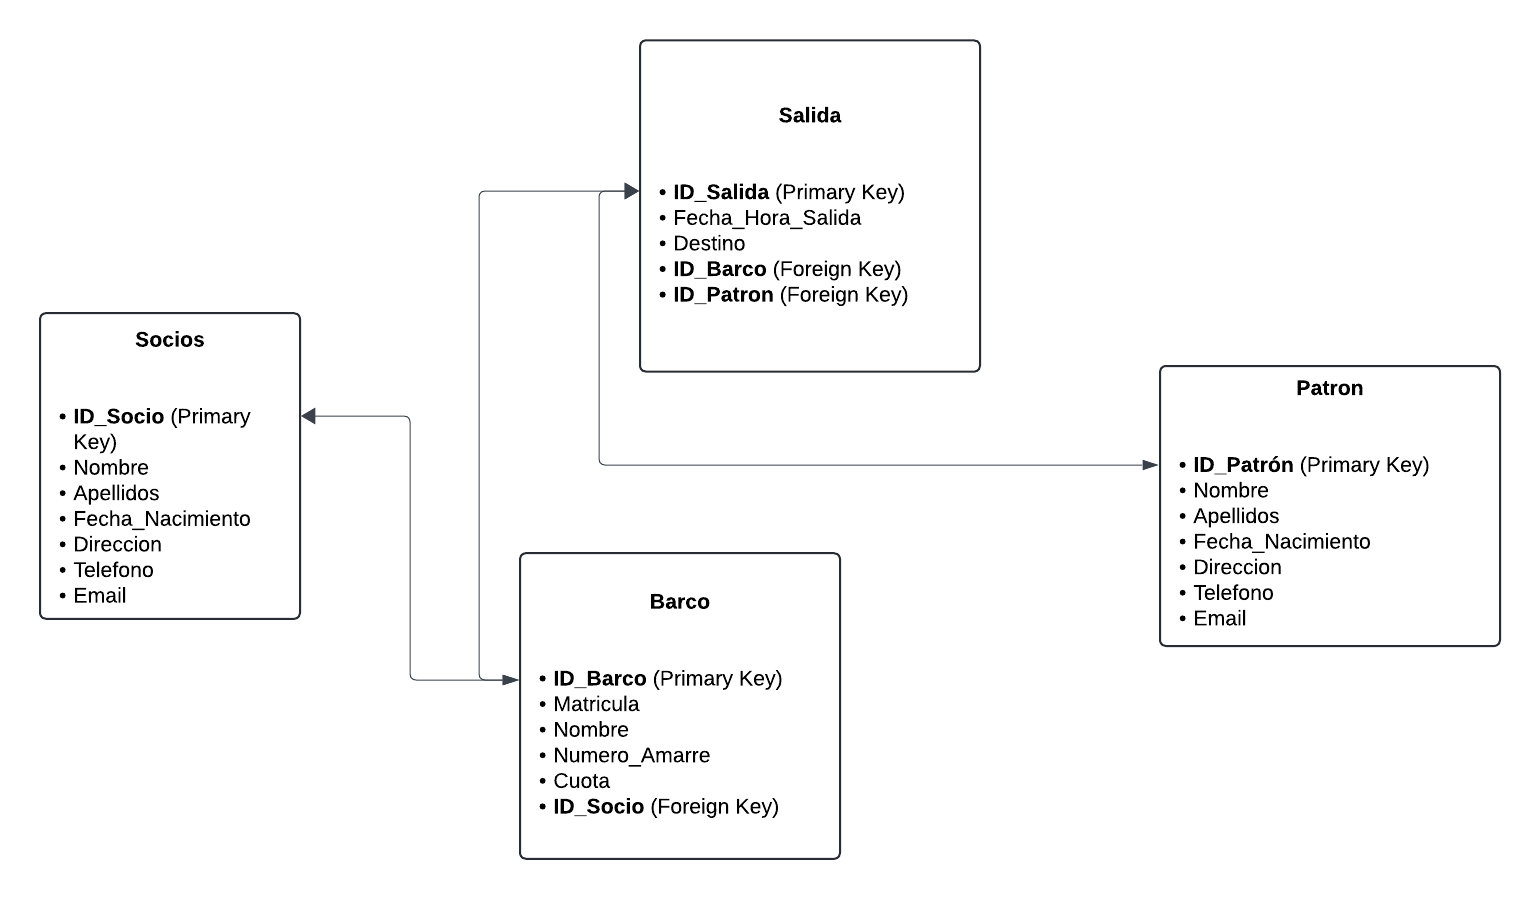 Salida
• ID_Salida (Primary Key)
• Fecha_Hora_Salida
• Destino
• ID_Barco (Foreign Key)
• ID_Patron (Foreign Key)
Socios
• ID_Socio (Primary
Key)
• Nombre
• Apellidos
• Fecha_Nacimiento
• Direccion
• Telefono
• Email
Patron
• ID_Patrón (Primary Key)
• Nombre
• Apellidos
• Fecha_Nacimiento
• Direccion
• Telefono
• Email
Barco
• ID_Barco (Primary Key)
• Matricula
• Nombre
• Numero_Amarre
• Cuota
• ID_Socio (Foreign Key)